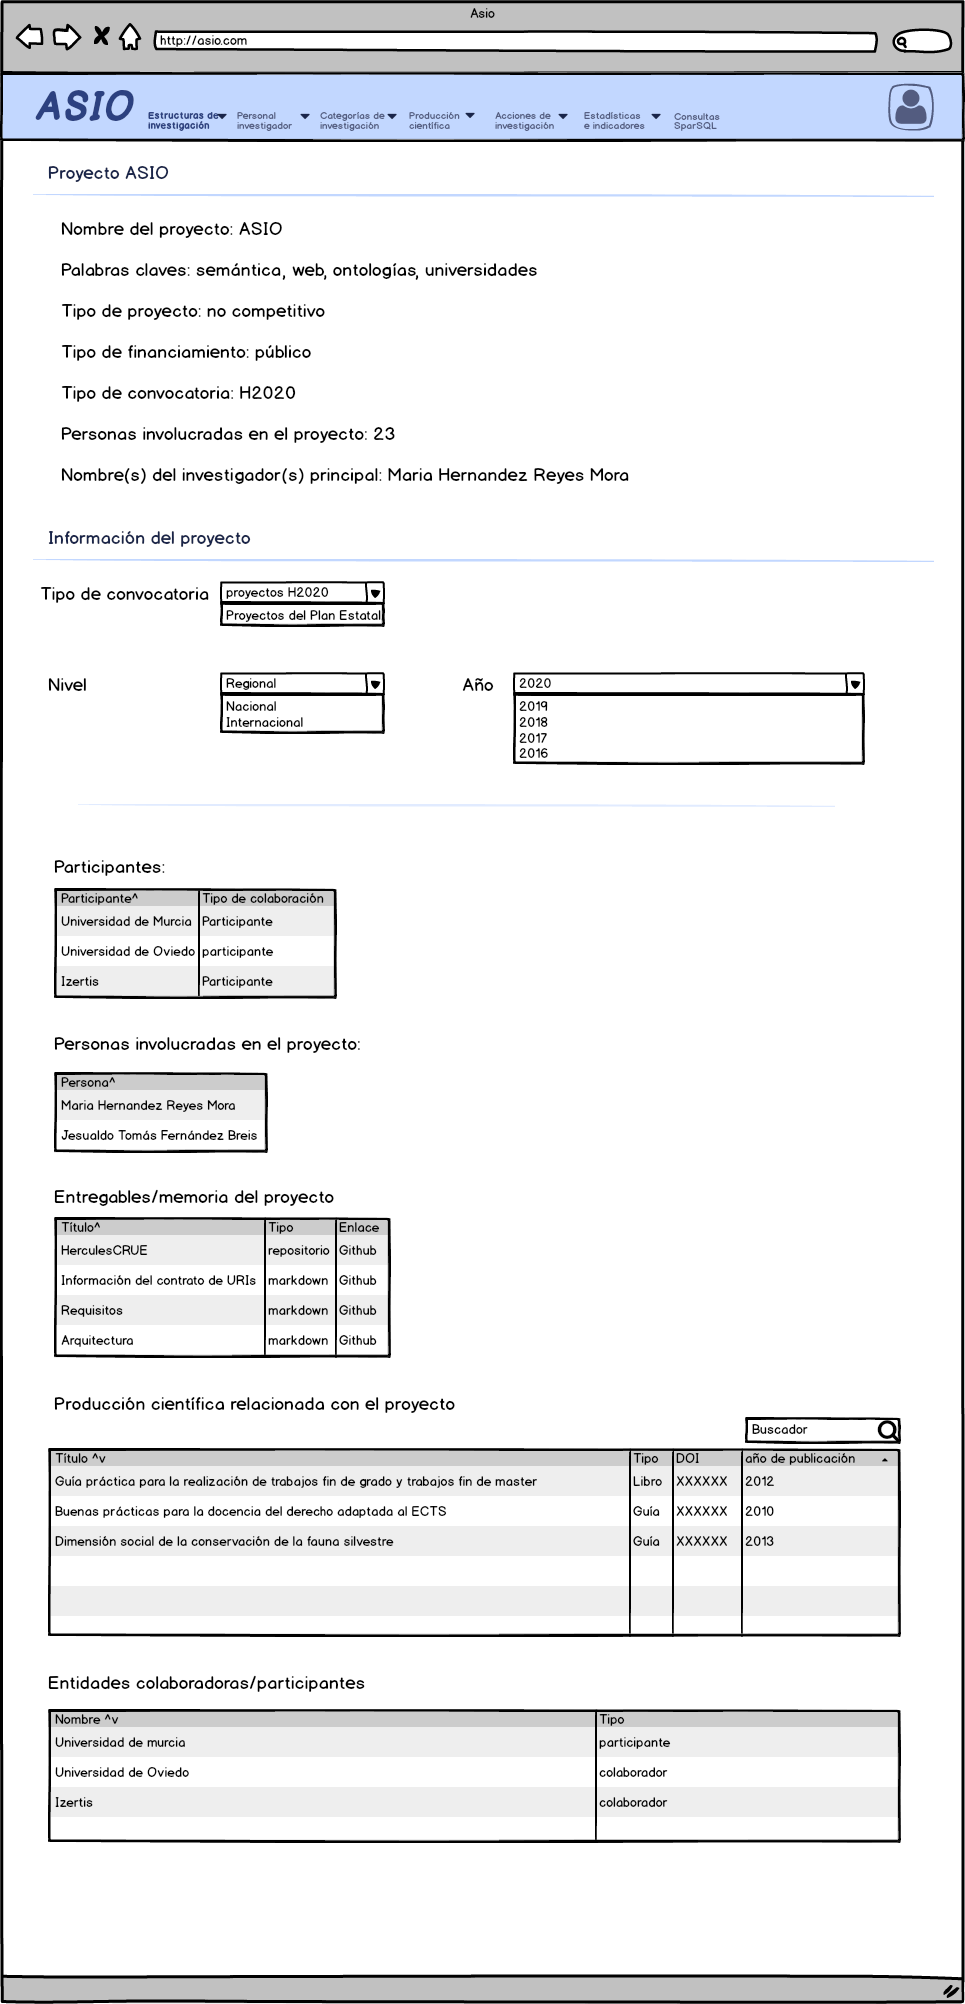 Asio
http://asio.com
ASIO
Estructuras de investigación
Personal investigador
Categorías de investigación
Producción científica
Acciones de investigación
Estadísticas e indicadores
Consultas SparSQL
Proyecto ASIO
Nombre del proyecto: ASIO
Palabras claves: semántica, web, ontologías, universidades
Tipo de proyecto: no competitivo
Tipo de financiamiento: público
Tipo de convocatoria: H2020
Personas involucradas en el proyecto: 23
Nombre(s) del investigador(s) principal: Maria Hernandez Reyes Mora
Información del proyecto
Tipo de convocatoria proyectos H2020
Proyectos del Plan Estatal
Nivel Regional Año 2020
Nacional 2019
Internacional 2018
2017
2016
Participantes:
Participante^ Tipo de colaboración
Universidad de Murcia Participante
Universidad de Oviedo participante
Izertis Participante
Personas involucradas en el proyecto:
Persona^
Maria Hernandez Reyes Mora
Jesualdo Tomás Fernández Breis
Entregables/memoria del proyecto
Título^ Tipo Enlace
HerculesCRUE repositorio Github
Información del contrato de URIs markdown Github
Requisitos markdown Github
Arquitectura markdown Github
Producción científica relacionada con el proyecto
Buscador
Título ^v Tipo DOI año de publicación
Guía práctica para la realización de trabajos fin de grado y trabajos fin de master Libro XXXXXX 2012
Buenas prácticas para la docencia del derecho adaptada al ECTS Guía XXXXXX 2010
Dimensión social de la conservación de la fauna silvestre Guía XXXXXX 2013
Entidades colaboradoras/participantes
Nombre ^v Tipo
Universidad de murcia participante
Universidad de Oviedo colaborador
Izertis colaborador